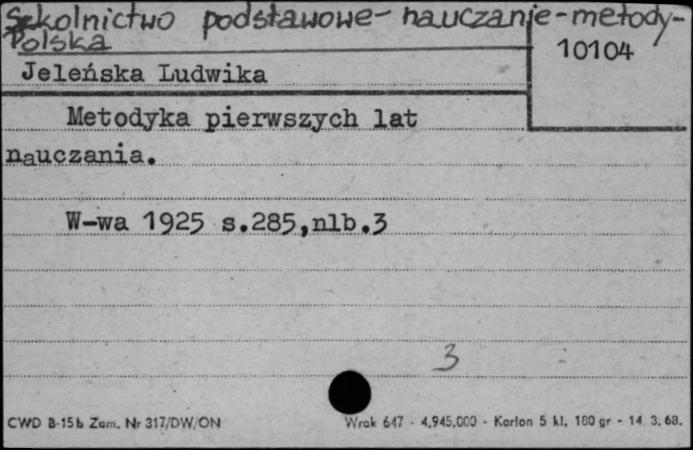 Szkolnictwo podstawowe - nauczanie - metody -
Polska
10104
Jeleńska Ludwika
Metodyka pierwszych lat
nauczania.
W-wa 1925 s.285,nlb.3
3
CWD B-15b Zam. Nr 317/DW/ON
Wrak 647 - 4.945.000 - Karton 5 kl. 180 gr - 14. 3. 68.